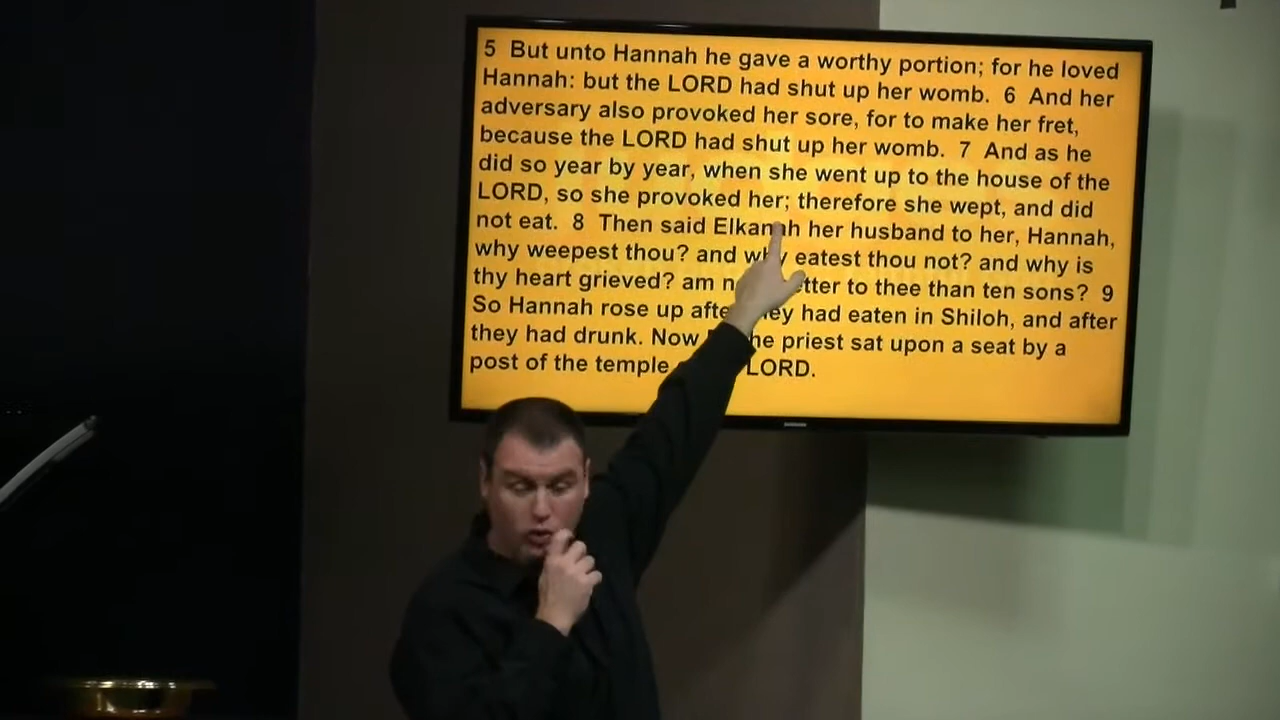 5 But unto Hannah he gave a worthy portion; for he loved
Hannah: but the LORD had shut up her womb. 6 And her
adversary also provoked her sore, for to make her fret,
because the LORD had shut up her womb. 7 And as he
did so year by year, when she went up to the house of the
LORD, so she provoked her; therefore she wept, and did
not eat. 8 Then said Elkanah her husband to her, Hannah,
why weepest thou? and why eatest thou not? and why is
thy heart grieved? am to thee than ten sons? 9
So Hannah rose up had eaten in Shiloh, and after
they had drunk. Now priest sat upon a seat by a
post of the temple LORD.